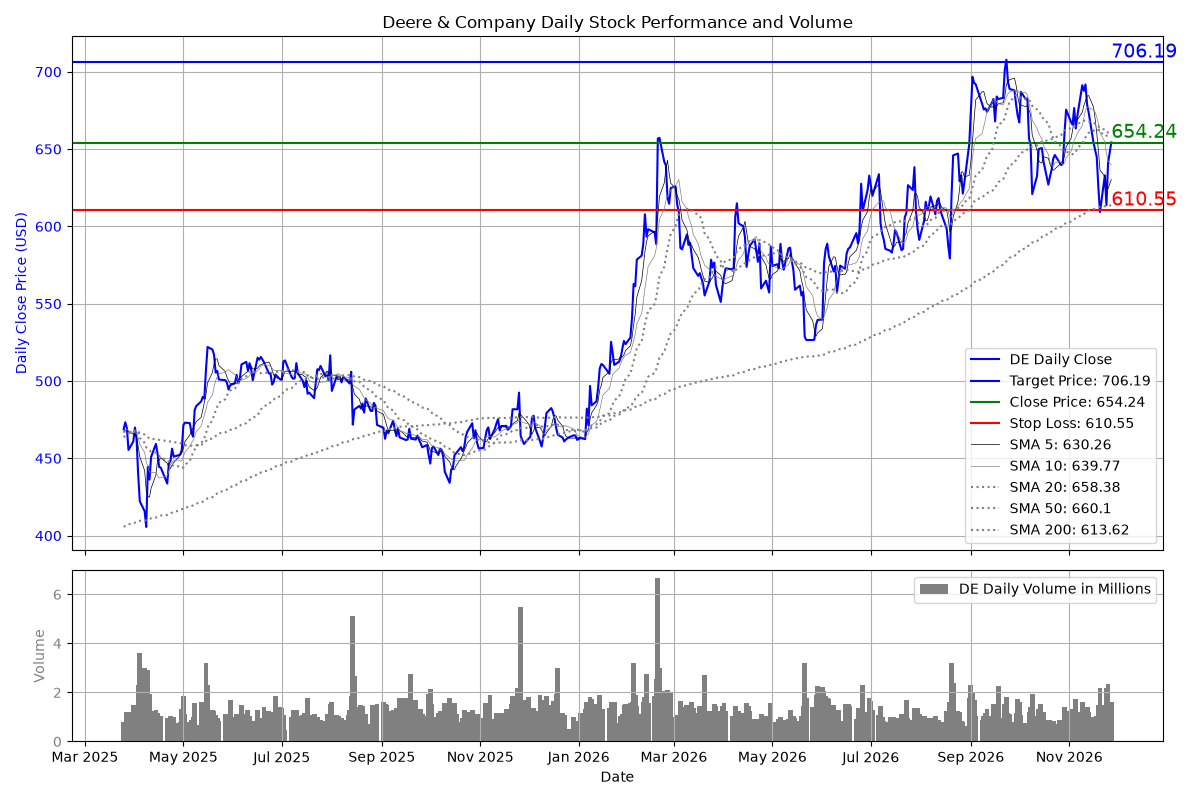 Deere & Company Daily Stock Performance and Volume
Daily Close Price (USD)
700
650
600
550
500
450
400
706.19
654.24
610.55
DE Daily Close
Target Price: 706.19
Close Price: 654.24
Stop Loss: 610.55
SMA 5: 630.26
SMA 10: 639.77
SMA 20: 658.38
SMA 50: 660.1
SMA 200: 613.62
Volume
6
4
2
0
DE Daily Volume in Millions
Mar 2025 May 2025 Jul 2025 Sep 2025 Nov 2025 Jan 2026 Mar 2026 May 2026 Jul 2026 Sep 2026 Nov 2026
Date